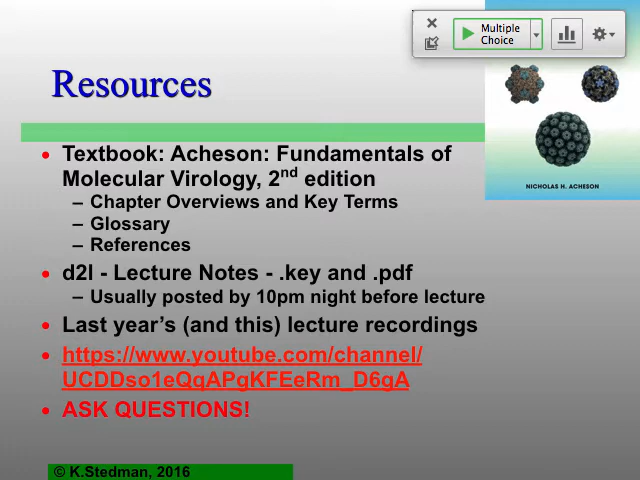 Multiple
Choice
Resources
NICHOLAS H. ACHESON
• Textbook: Acheson: Fundamentals of
Molecular Virology, 2nd edition
– Chapter Overviews and Key Terms
– Glossary
– References
• d2l - Lecture Notes - .key and .pdf
– Usually posted by 10pm night before lecture
• Last year's (and this) lecture recordings
• https://www.youtube.com/channel/
UCDDso1eQqAPgKFEeRm_D6gA
• ASK QUESTIONS!
© K.Stedman, 2016